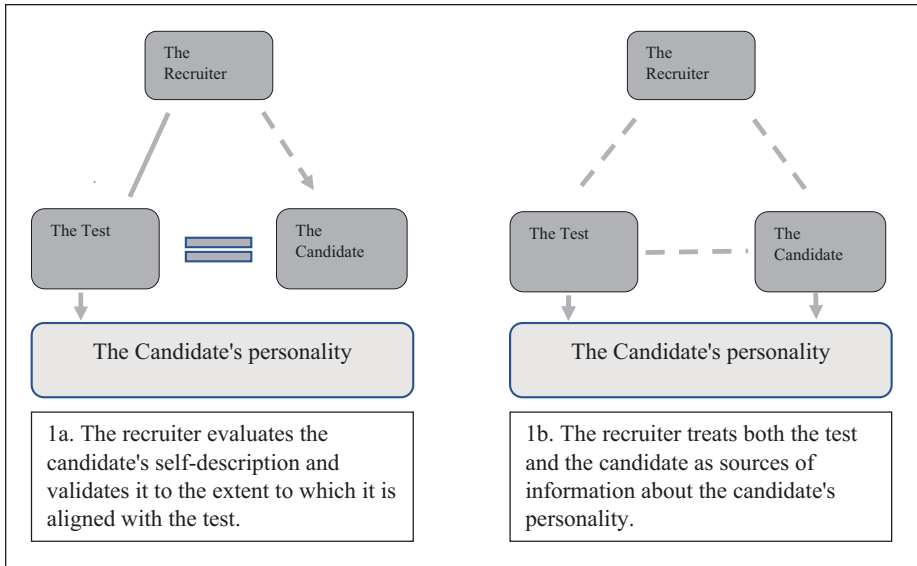 The
Recruiter
The Test
The
Candidate
The Candidate's personality
1a. The recruiter evaluates the
candidate's self-description and
validates it to the extent to which it is
aligned with the test.
The
Recruiter
The Test
The
Candidate
The Candidate's personality
1b. The recruiter treats both the test
and the candidate as sources of
information about the candidate's
personality.